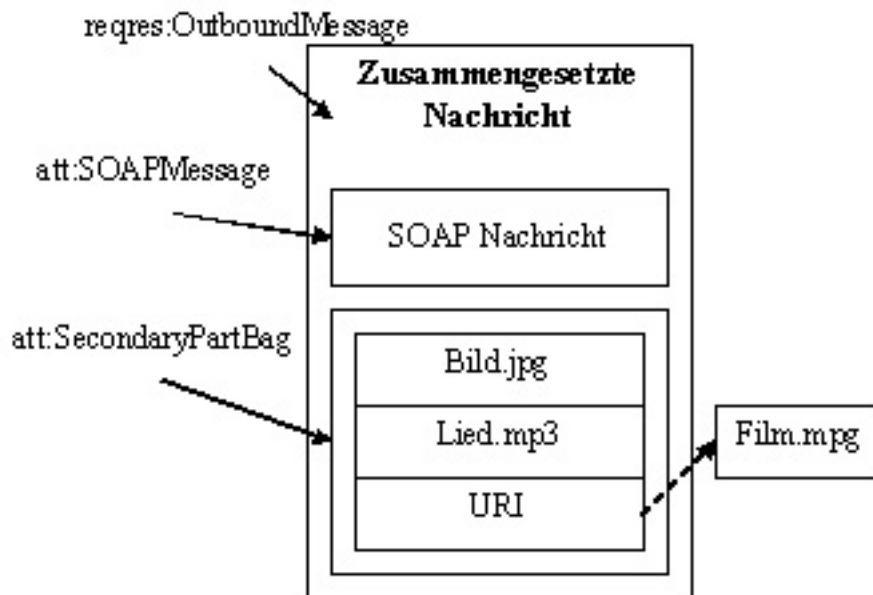 reqres:OutboundMessage
Zusammengesetzte
Nachricht
att:SOAPMessage
SOAP Nachricht
att:SecondaryPartBag
Bild.jpg
Lied.mp3
Film.mpg
URI